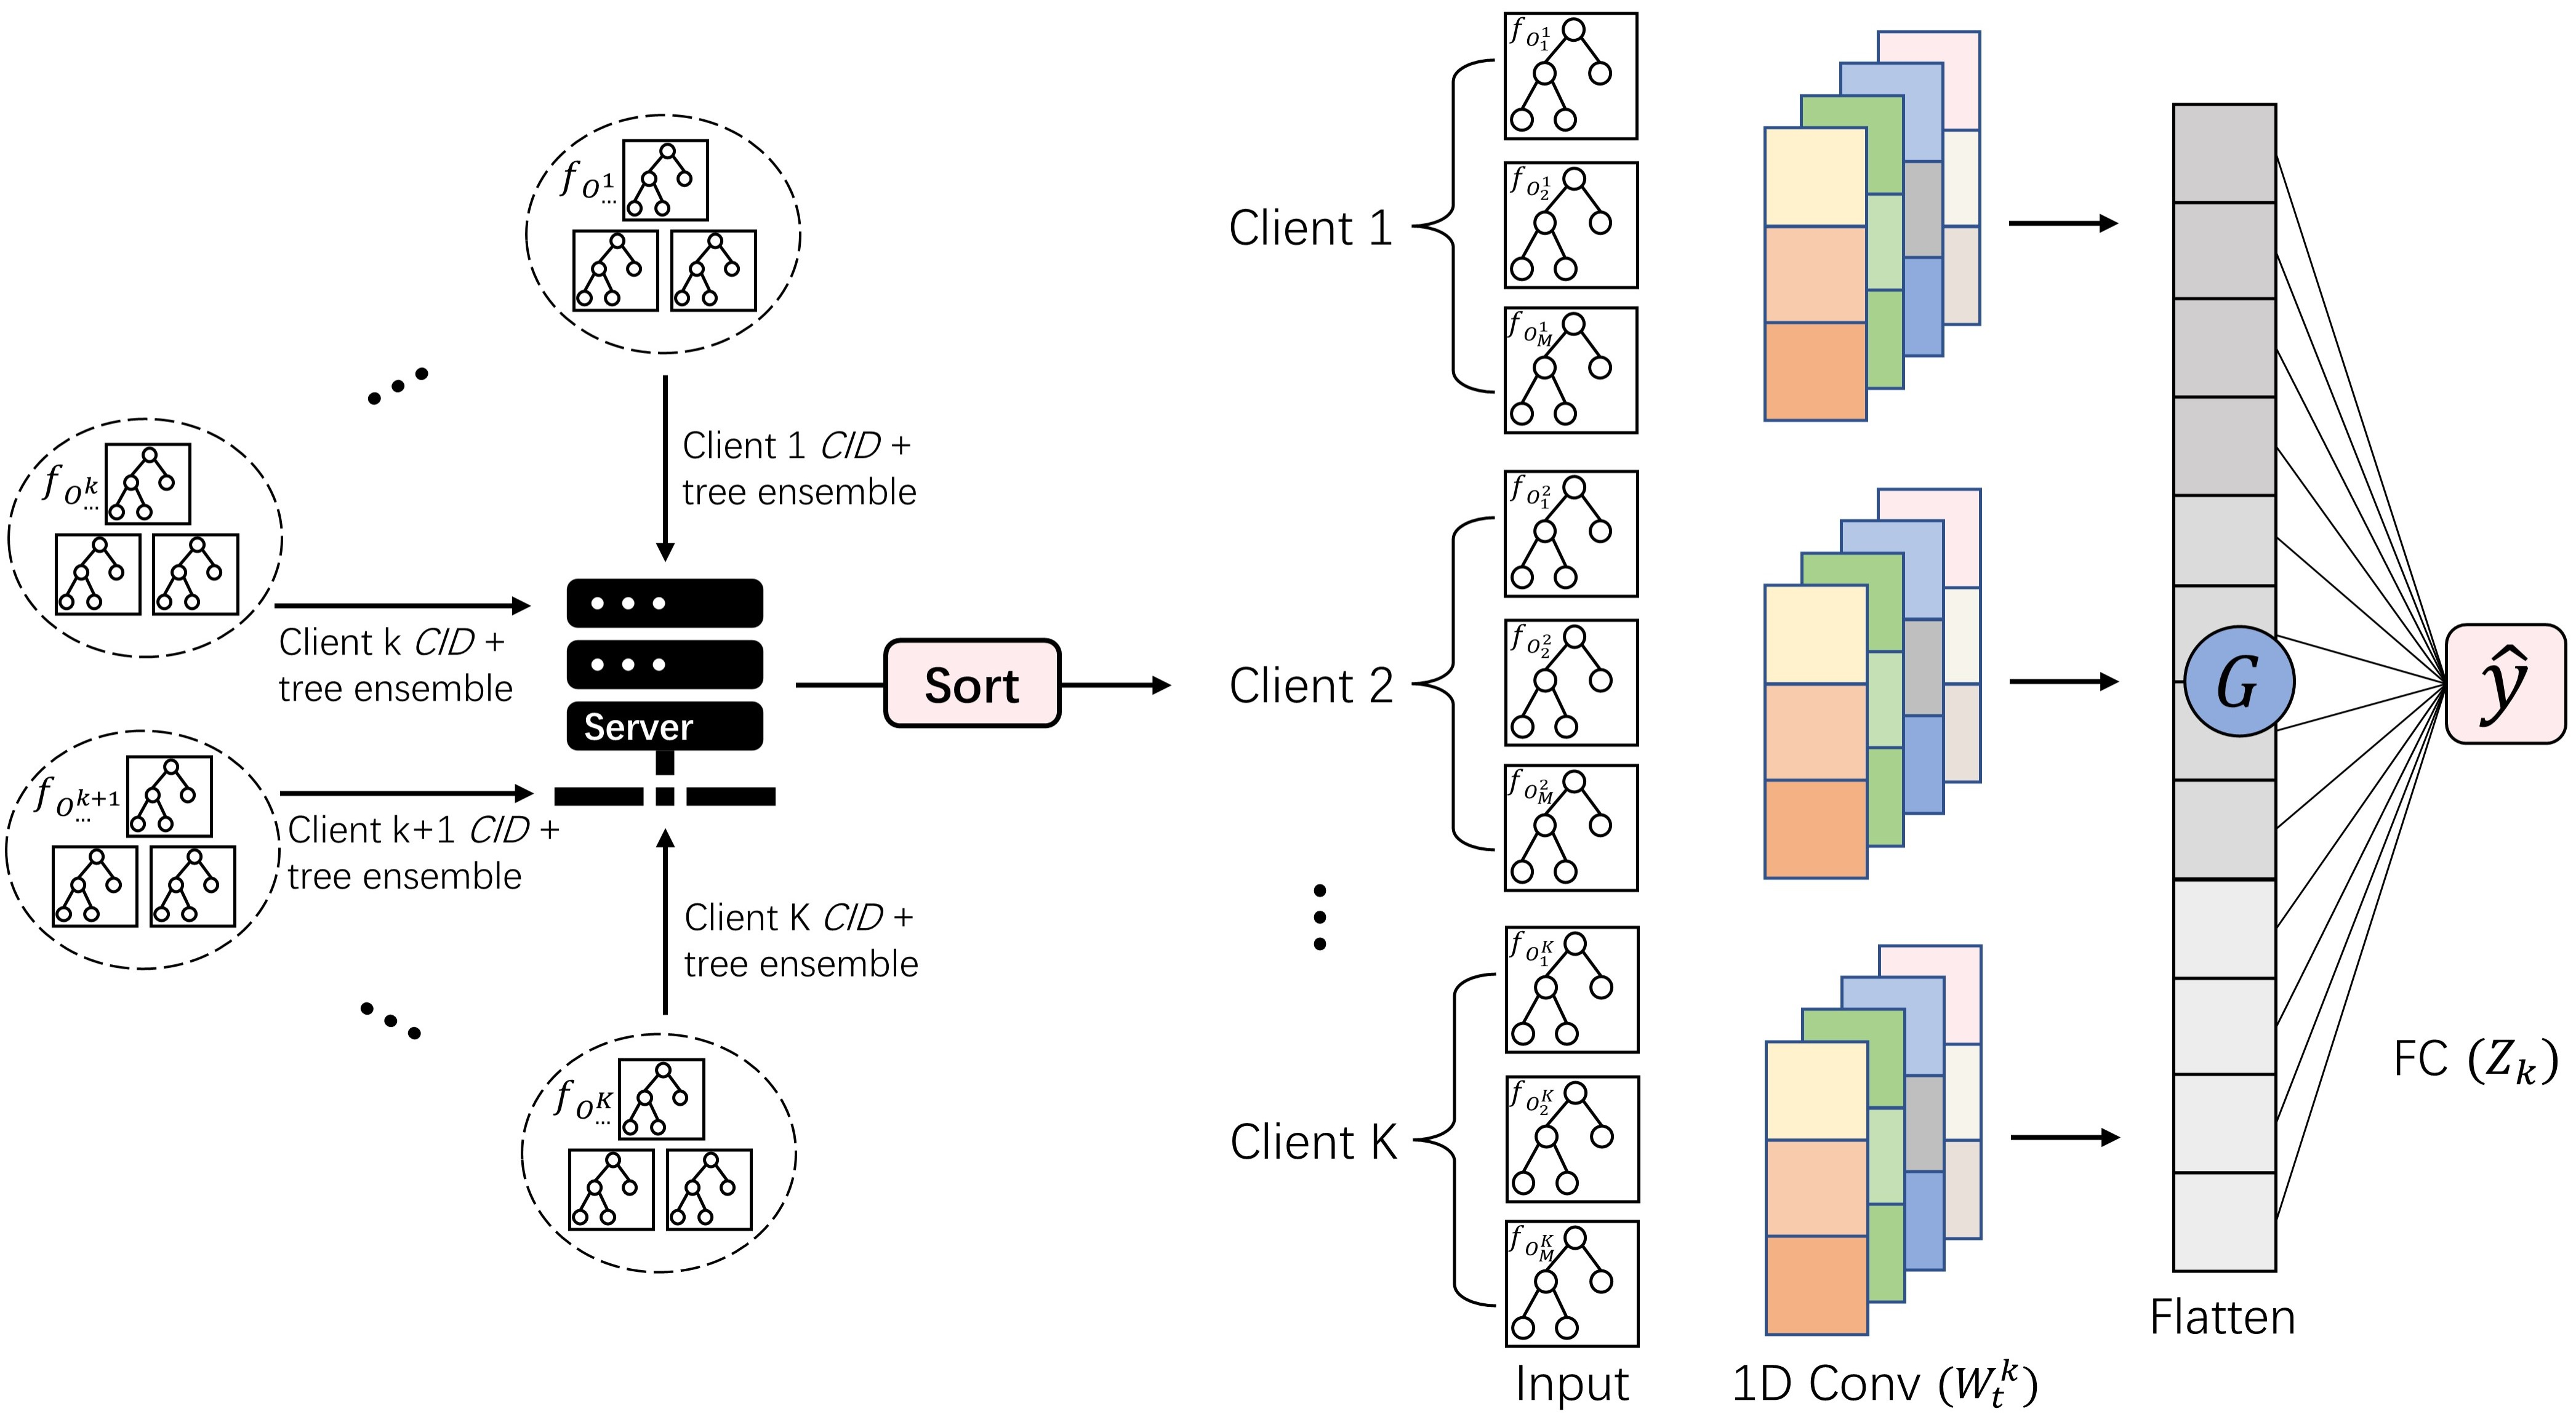 f_{O^1_{...}}
Client 1 CID +
tree ensemble
f_{O^k_{...}}
Client k CID +
tree ensemble
f_{O^{k+1}_{...}}
Client k+1 CID +
tree ensemble
Client K CID +
tree ensemble
f_{O^K_{...}}
Server
Sort
Client 1
f_{O^1_1}
f_{O^1_2}
f_{O^1_M}
Client 2
f_{O^2_1}
f_{O^2_2}
f_{O^2_M}
Client K
f_{O^K_1}
f_{O^K_2}
f_{O^K_M}
Input
1D Conv (W^k_t)
G
Flatten
ŷ
FC (Z_k)